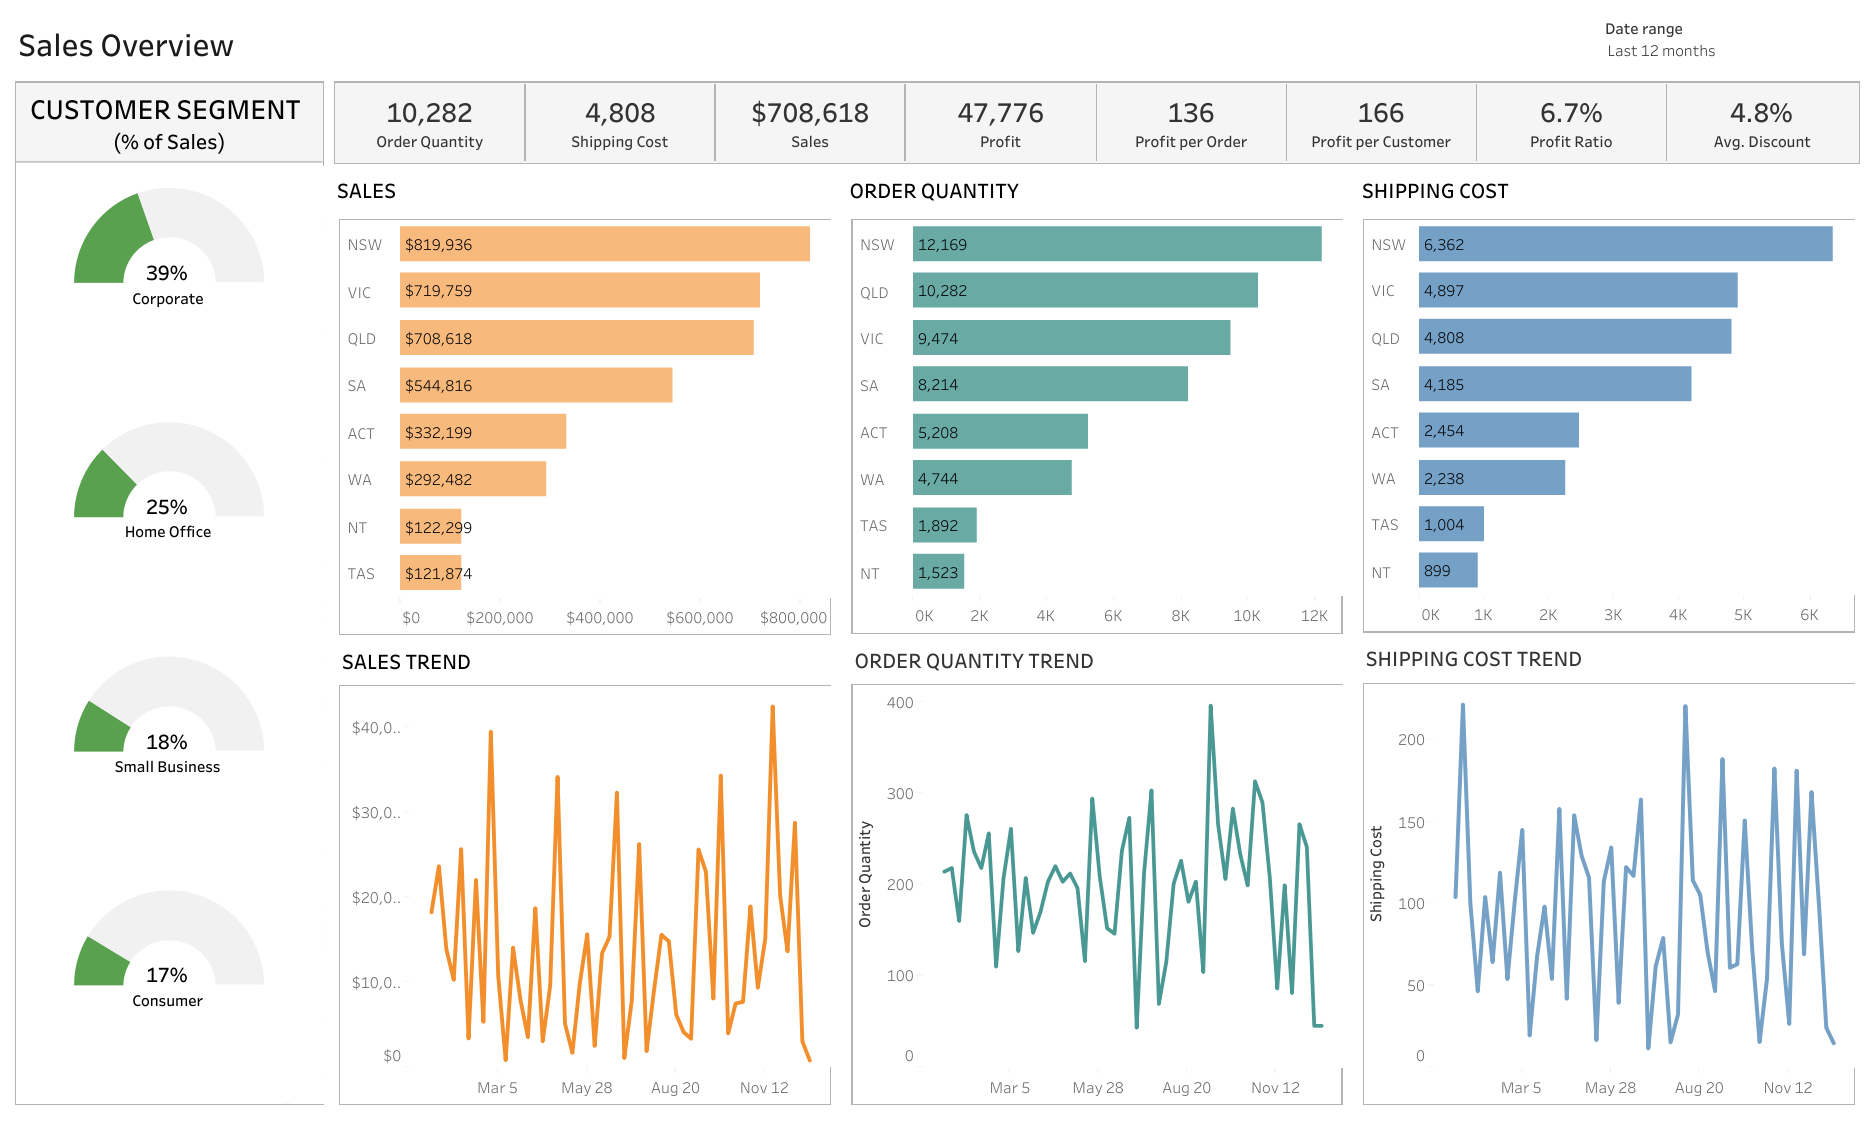 Sales Overview
Date range
Last 12 months
CUSTOMER SEGMENT
(% of Sales)
39%
Corporate
25%
Home Office
18%
Small Business
17%
Consumer
10,282
Order Quantity
4,808
Shipping Cost
$708,618
Sales
47,776
Profit
136
Profit per Order
166
Profit per Customer
6.7%
Profit Ratio
4.8%
Avg. Discount
SALES
NSW $819,936
VIC $719,759
QLD $708,618
SA $544,816
ACT $332,199
WA $292,482
NT $122,299
TAS $121,874
$0 $200,000 $400,000 $600,000 $800,000
ORDER QUANTITY
NSW 12,169
QLD 10,282
VIC 9,474
SA 8,214
ACT 5,208
WA 4,744
TAS 1,892
NT 1,523
0K 2K 4K 6K 8K 10K 12K
SHIPPING COST
NSW 6,362
VIC 4,897
QLD 4,808
SA 4,185
ACT 2,454
WA 2,238
TAS 1,004
NT 899
0K 1K 2K 3K 4K 5K 6K
SALES TREND
$40,0..
$30,0..
$20,0..
$10,0..
$0
Mar 5 May 28 Aug 20 Nov 12
ORDER QUANTITY TREND
Order Quantity
400
300
200
100
0
Mar 5 May 28 Aug 20 Nov 12
SHIPPING COST TREND
Shipping Cost
200
150
100
50
0
Mar 5 May 28 Aug 20 Nov 12